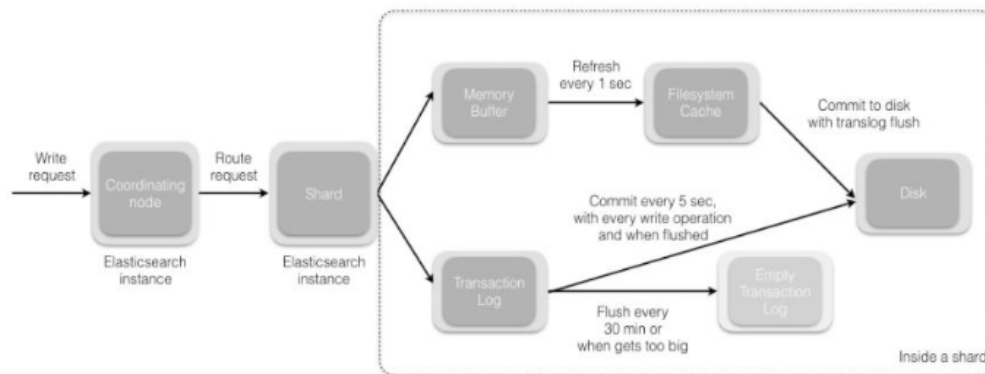 Write
request
Coordinating
node
Elasticsearch
instance
Route
request
Shard
Elasticsearch
instance
Memory
Buffer
Refresh
every 1 sec
Filesystem
Cache
Commit to disk
with translog flush
Disk
Commit every 5 sec,
with every write operation
and when flushed
Transaction
Log
Flush every
30 min or
when gets too big
Empty
Transaction
Log
Inside a shard